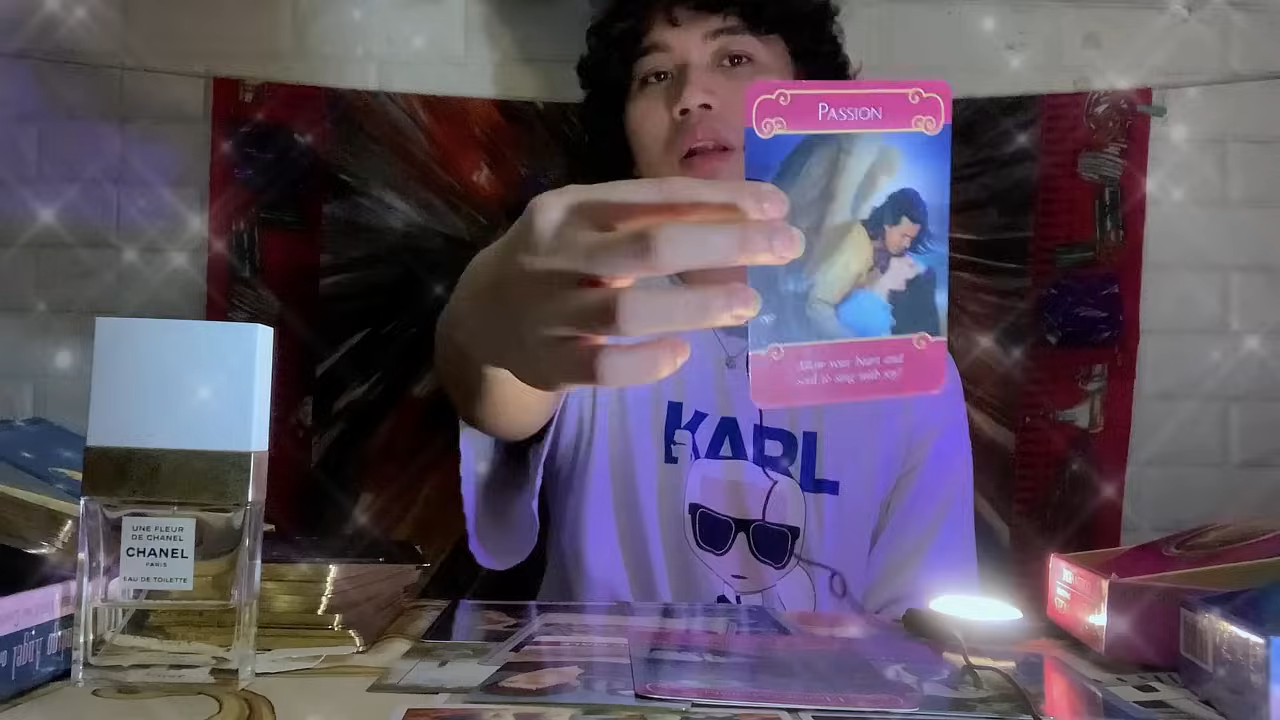 PASSION
Allow your heart and
soul to sing with joy!
KARL
UNE FLEUR
DE CHANEL
CHANEL
PARIS
EAU DE TOILETTE